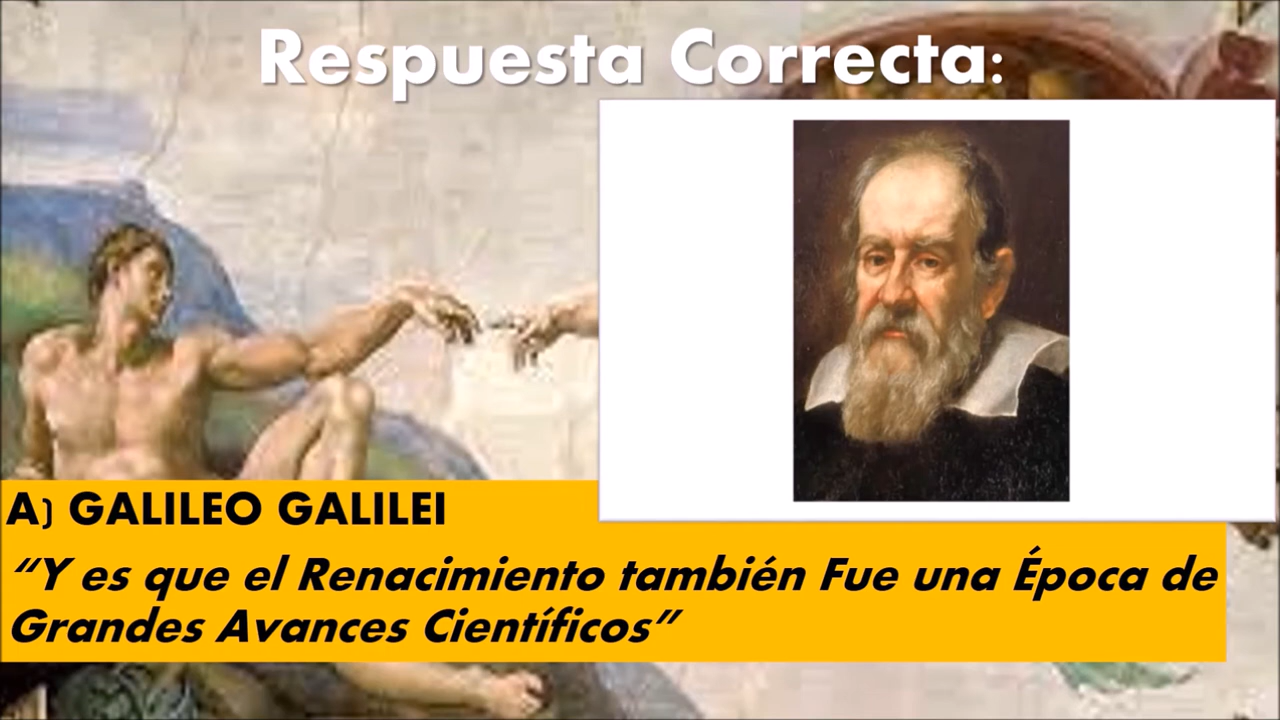 Respuesta Correcta:
A) GALILEO GALILEI
“Y es que el Renacimiento también Fue una Época de
Grandes Avances Científicos”